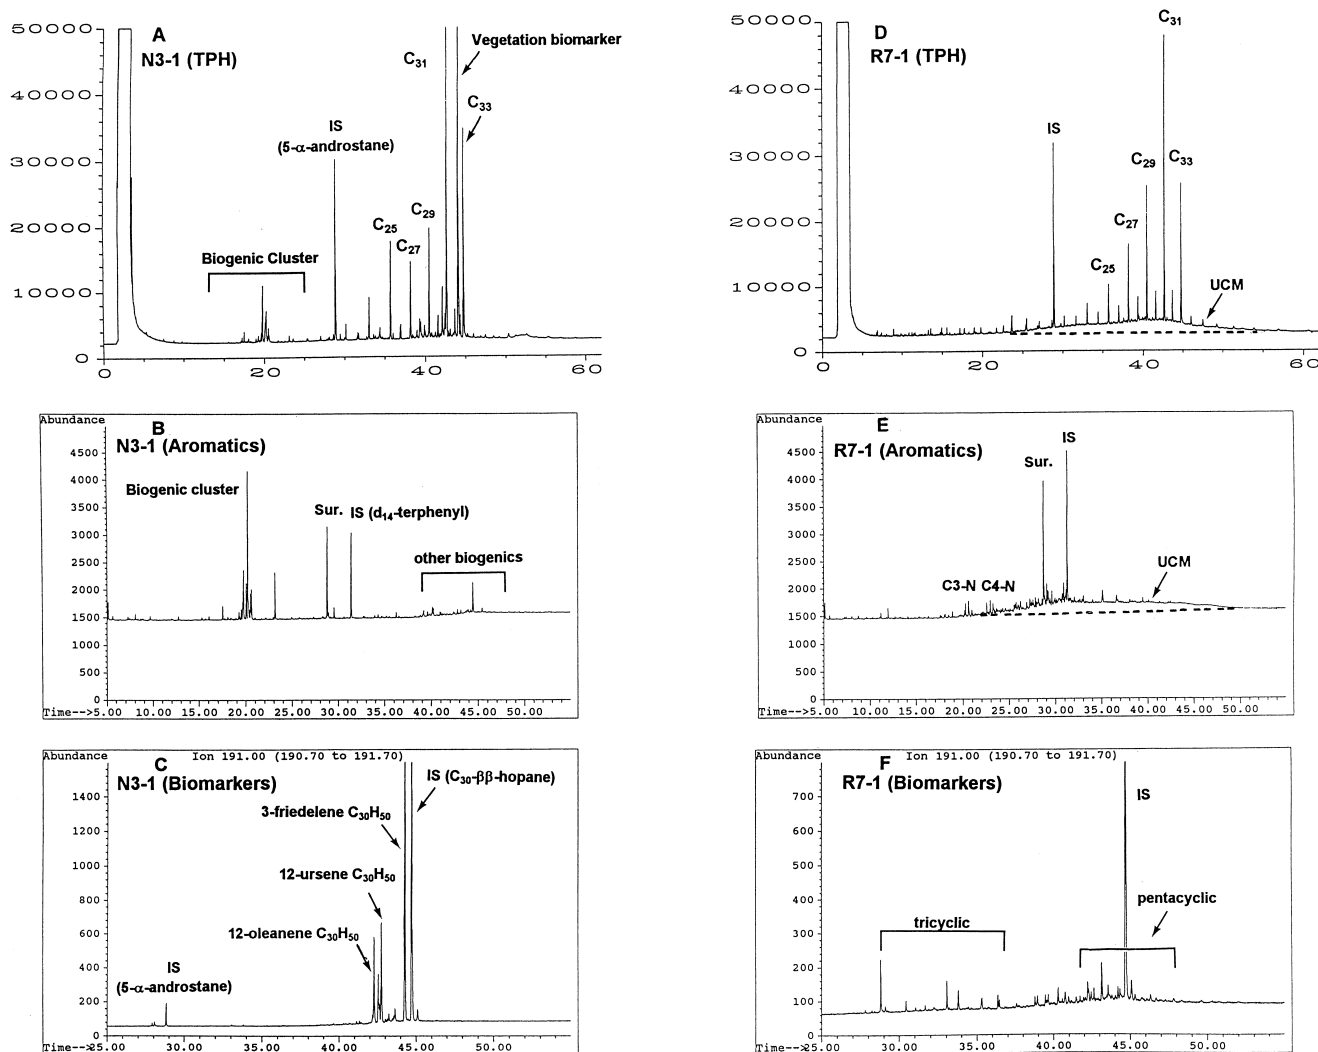 A
N3-1 (TPH)
50000
40000
30000
20000
10000
0
0 20 40 60
Biogenic Cluster
IS
(5-α-androstane)
C25
C27
C29
C31
Vegetation biomarker
C33
D
R7-1 (TPH)
50000
40000
30000
20000
10000
0
0 20 40 60
IS
C25
C27
C29
C31
C33
UCM
Abundance
B
N3-1 (Aromatics)
4500
4000
3500
3000
2500
2000
1500
1000
500
0
Time-->5.00 10.00 15.00 20.00 25.00 30.00 35.00 40.00 45.00 50.00
Biogenic cluster
Sur.
IS (d14-terphenyl)
other biogenics
Abundance
E
R7-1 (Aromatics)
4500
4000
3500
3000
2500
2000
1500
1000
500
0
Time-->5.00 10.00 15.00 20.00 25.00 30.00 35.00 40.00 45.00 50.00
C3-N C4-N
Sur.
IS
UCM
Abundance
Ion 191.00 (190.70 to 191.70)
C
N3-1 (Biomarkers)
1400
1200
1000
800
600
400
200
0
Time-->25.00 30.00 35.00 40.00 45.00 50.00
IS
(5-α-androstane)
12-oleanene C30H50
12-ursene C30H50
3-friedelene C30H50
IS (C30-ββ-hopane)
Abundance
Ion 191.00 (190.70 to 191.70)
F
R7-1 (Biomarkers)
700
600
500
400
300
200
100
0
Time-->25.00 30.00 35.00 40.00 45.00 50.00
tricyclic
IS
pentacyclic